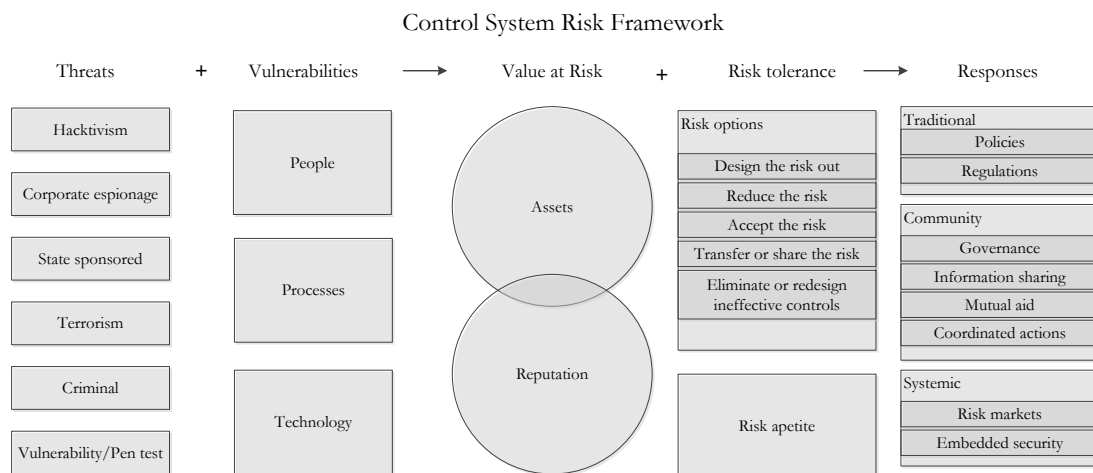 Control System Risk Framework
Threats + Vulnerabilities Value at Risk + Risk tolerance Responses
Hacktivism
Corporate espionage
State sponsored
Terrorism
Criminal
Vulnerability/Pen test
People
Processes
Technology
Assets
Reputation
Risk options
Design the risk out
Reduce the risk
Accept the risk
Transfer or share the risk
Eliminate or redesign
ineffective controls
Risk apetite
Traditional
Policies
Regulations
Community
Governance
Information sharing
Mutual aid
Coordinated actions
Systemic
Risk markets
Embedded security